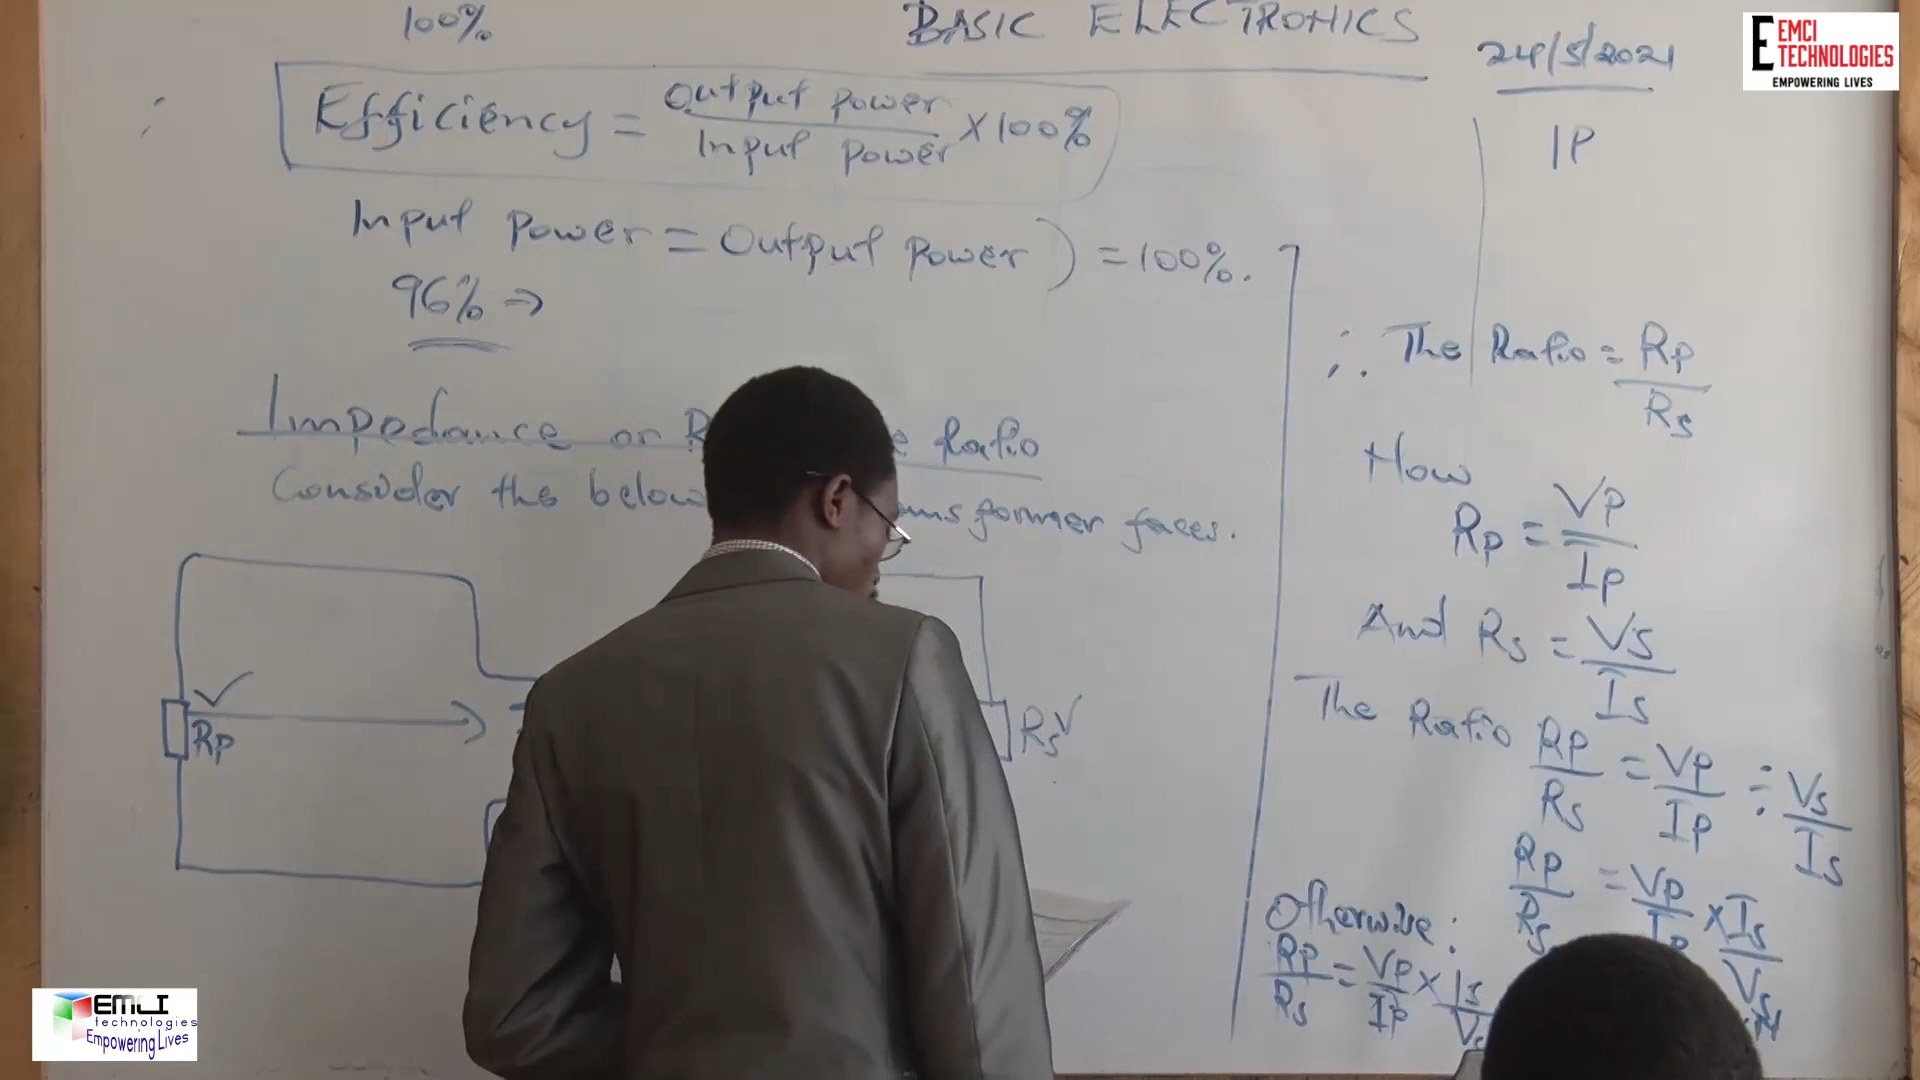 100%
BASIC ELECTRONICS
24/5/2021
EMCI
TECHNOLOGIES
EMPOWERING LIVES
Efficiency = Output power / Input power × 100%
Input power = Output power ) = 100%.
96% ⇒
Impedance or Ratio
Consider the below transformer faces.
Rp
Rs
1P
∴ The Ratio = Rp / Rs
Now
Rp = Vp / Ip
And Rs = Vs / Is
The Ratio Rp / Rs = Vp / Ip ÷ Vs / Is
Rp / Rs = Vp / Ip × Is / Vs
Otherwise:
Rp / Rs = Vp / Ip × Is / Vs
EMCI
technologies
Empowering Lives